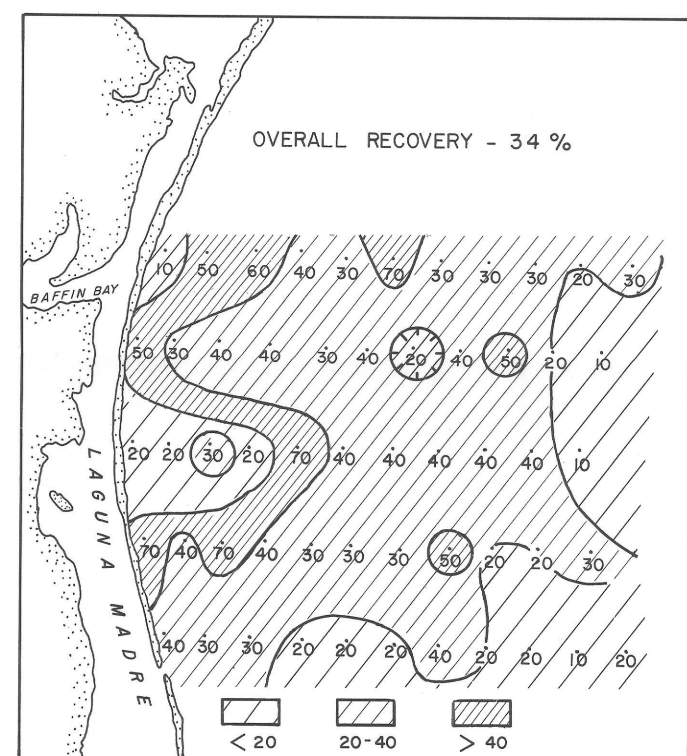 OVERALL RECOVERY - 34 %
10 50 60 40 30 70 30 30 30 20 30
BAFFIN BAY
50 30 40 40 30 40 20 40 50 20 10
20 20 30 20 70 40 40 40 40 40 10
LAGUNA MADRE
70 40 70 40 30 30 30 50 20 20 30
40 30 30 20 20 20 40 20 20 10 20
< 20 20-40 > 40